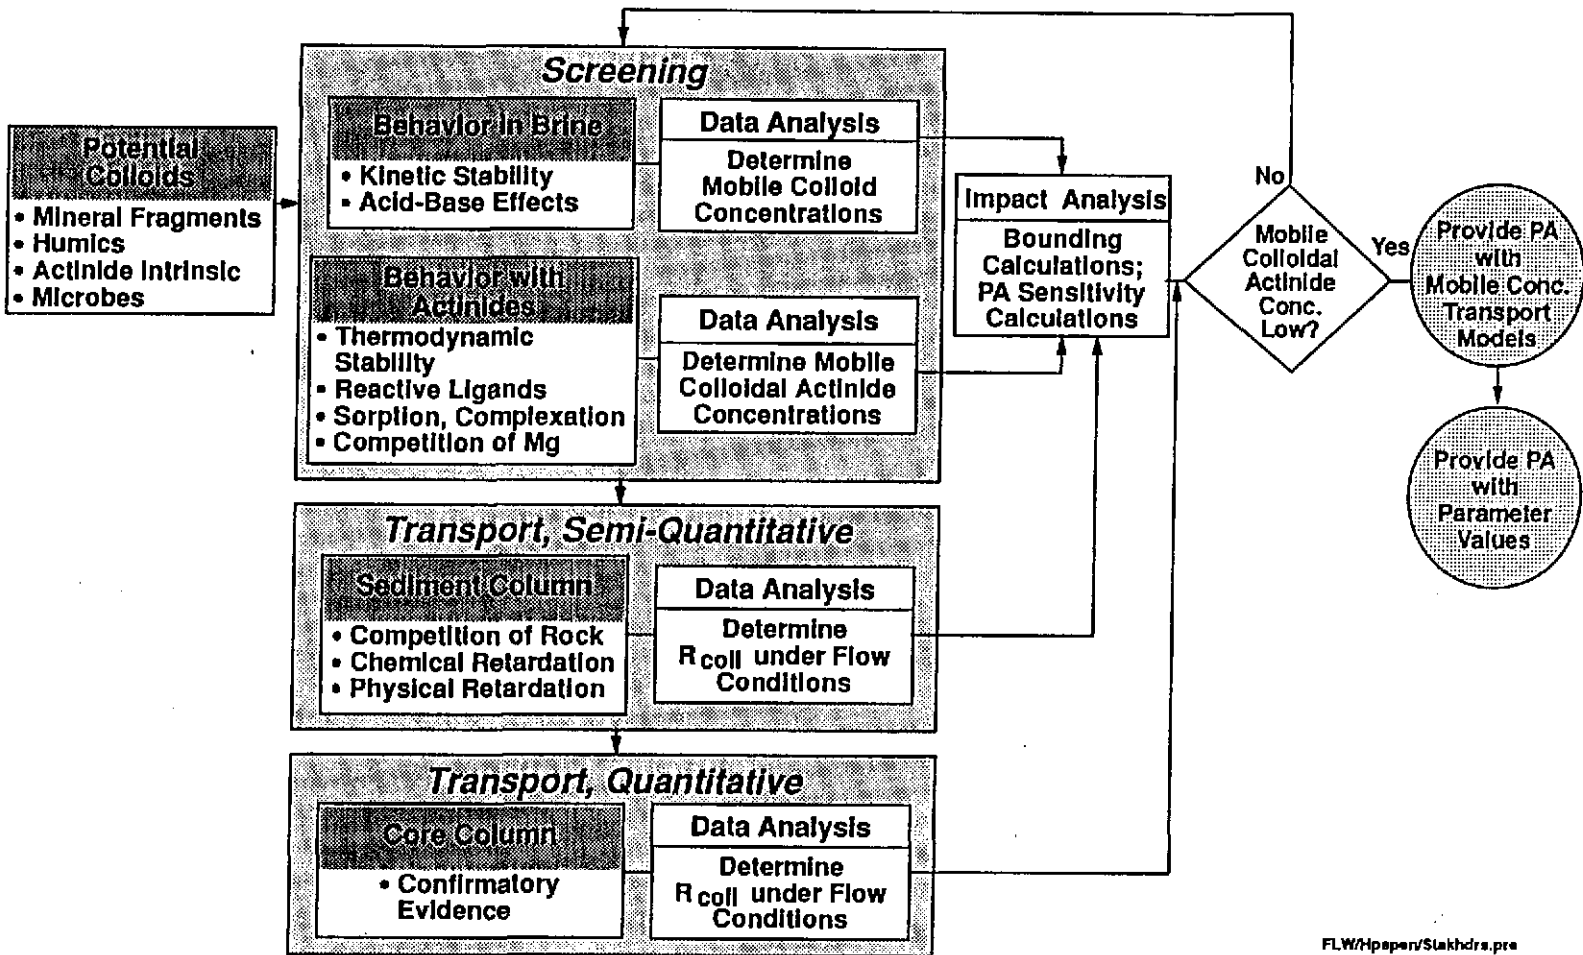 Potential
Colloids
• Mineral Fragments
• Humics
• Actinide Intrinsic
• Microbes
Screening
Behavior in Brine
• Kinetic Stability
• Acid-Base Effects
Data Analysis
Determine
Mobile Colloid
Concentrations
Behavior with
Actinides
• Thermodynamic
Stability
• Reactive Ligands
• Sorption, Complexation
• Competition of Mg
Data Analysis
Determine Mobile
Colloidal Actinide
Concentrations
Transport, Semi-Quantitative
Sediment Column
• Competition of Rock
• Chemical Retardation
• Physical Retardation
Data Analysis
Determine
Rcoll under Flow
Conditions
Transport, Quantitative
Core Column
• Confirmatory
Evidence
Data Analysis
Determine
Rcoll under Flow
Conditions
Impact Analysis
Bounding
Calculations;
PA Sensitivity
Calculations
No
Mobile
Colloidal
Actinide
Conc.
Low?
Yes
Provide PA
with
Mobile Conc.
Transport
Models
Provide PA
with
Parameter
Values
FLW/Hpapen/Stakhdrs.pre